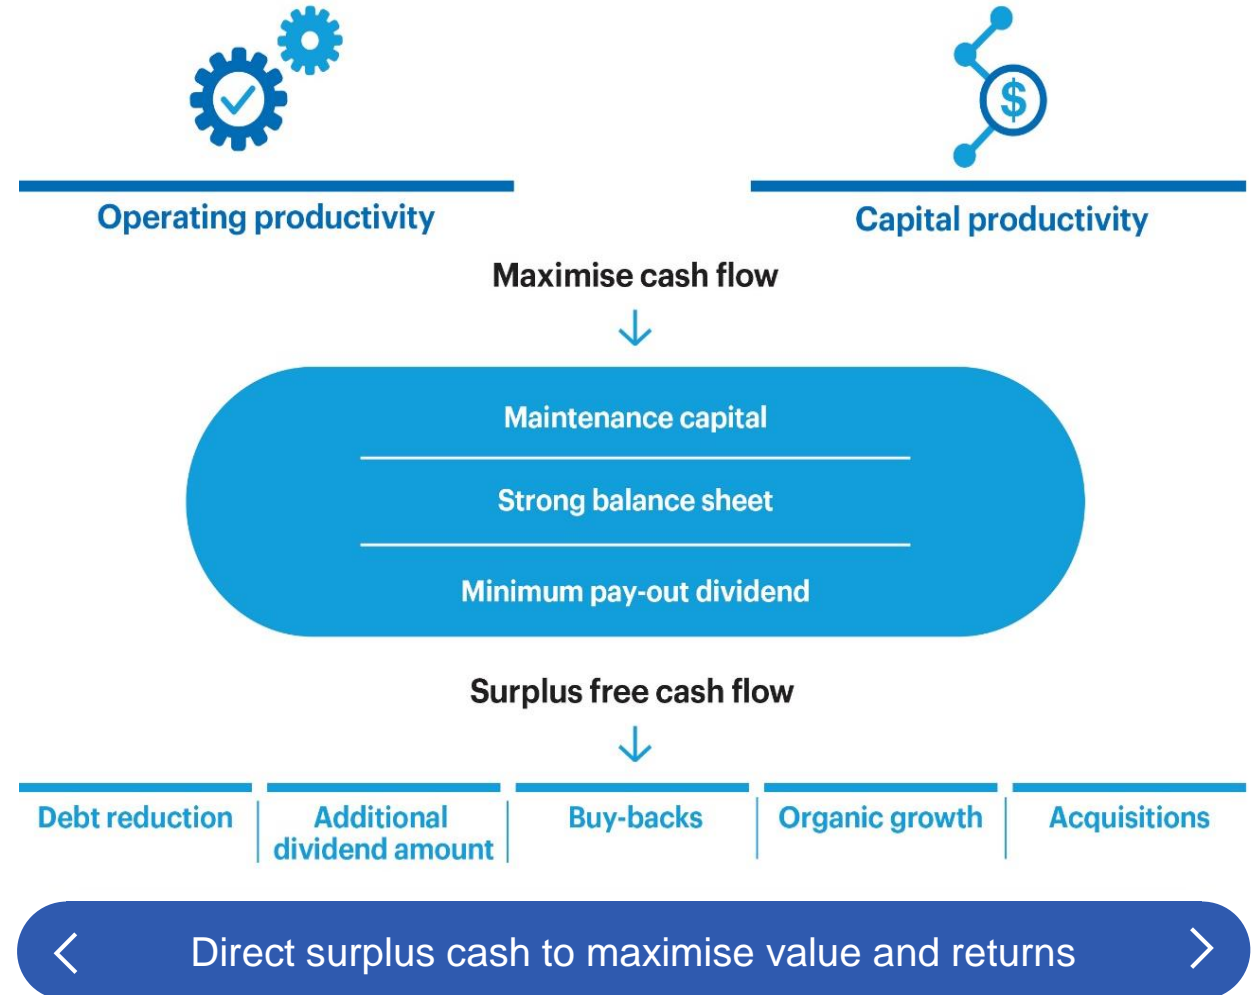 $
Operating productivity
Capital productivity
Maximise cash flow
Maintenance capital
Strong balance sheet
Minimum pay-out dividend
Surplus free cash flow
Debt reduction
Additional
dividend amount
Buy-backs
Organic growth
Acquisitions
Direct surplus cash to maximise value and returns